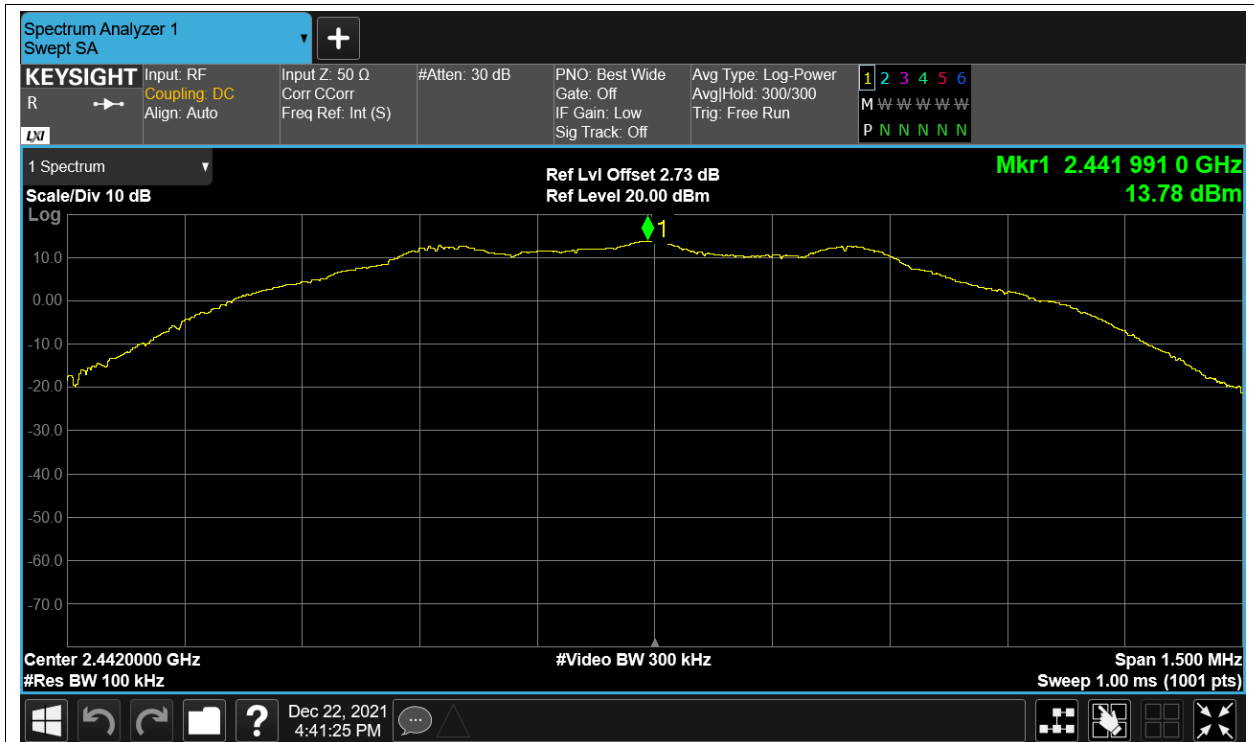 Spectrum Analyzer 1
Swept SA
+
KEYSIGHT
R
LXI
Input: RF
Coupling: DC
Align: Auto
Input Z: 50 Ω
Corr CCorr
Freq Ref: Int (S)
#Atten: 30 dB
PNO: Best Wide
Gate: Off
IF Gain: Low
Sig Track: Off
Avg Type: Log-Power
Avg|Hold: 300/300
Trig: Free Run
1 2 3 4 5 6
M W W W W W
P N N N N N
1 Spectrum
Scale/Div 10 dB
Log
Ref Lvl Offset 2.73 dB
Ref Level 20.00 dBm
Mkr1 2.441 991 0 GHz
13.78 dBm
1
10.0
0.00
-10.0
-20.0
-30.0
-40.0
-50.0
-60.0
-70.0
Center 2.4420000 GHz
#Res BW 100 kHz
#Video BW 300 kHz
Span 1.500 MHz
Sweep 1.00 ms (1001 pts)
?
Dec 22, 2021
4:41:25 PM